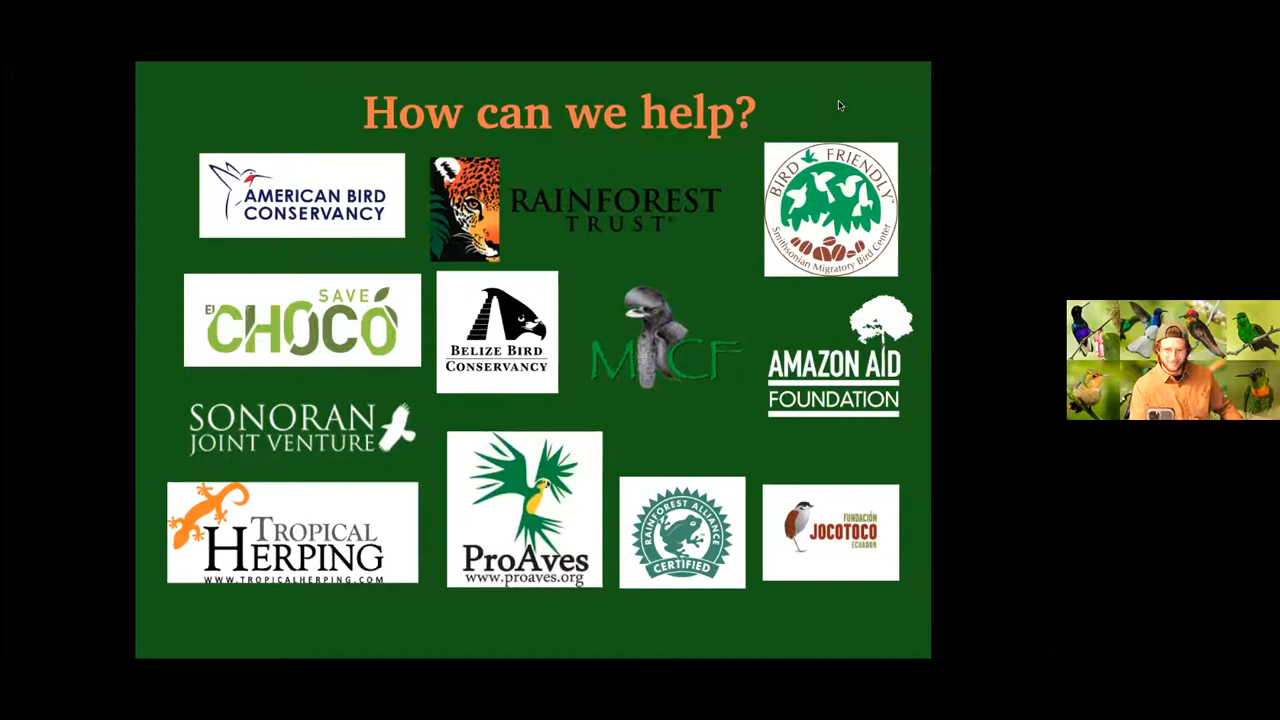 How can we help?
AMERICAN BIRD
CONSERVANCY
RAINFOREST
TRUST®
BIRD FRIENDLY™
Smithsonian Migratory Bird Center
SAVE
El
CHOCÓ
BELIZE BIRD
CONSERVANCY
MCF
AMAZON AID
FOUNDATION
SONORAN
JOINT VENTURE
TROPICAL
HERPING
WWW.TROPICALHERPING.COM
ProAves
www.proaves.org
RAINFOREST ALLIANCE
CERTIFIED
FUNDACIÓN
JOCOTOCO
ECUADOR